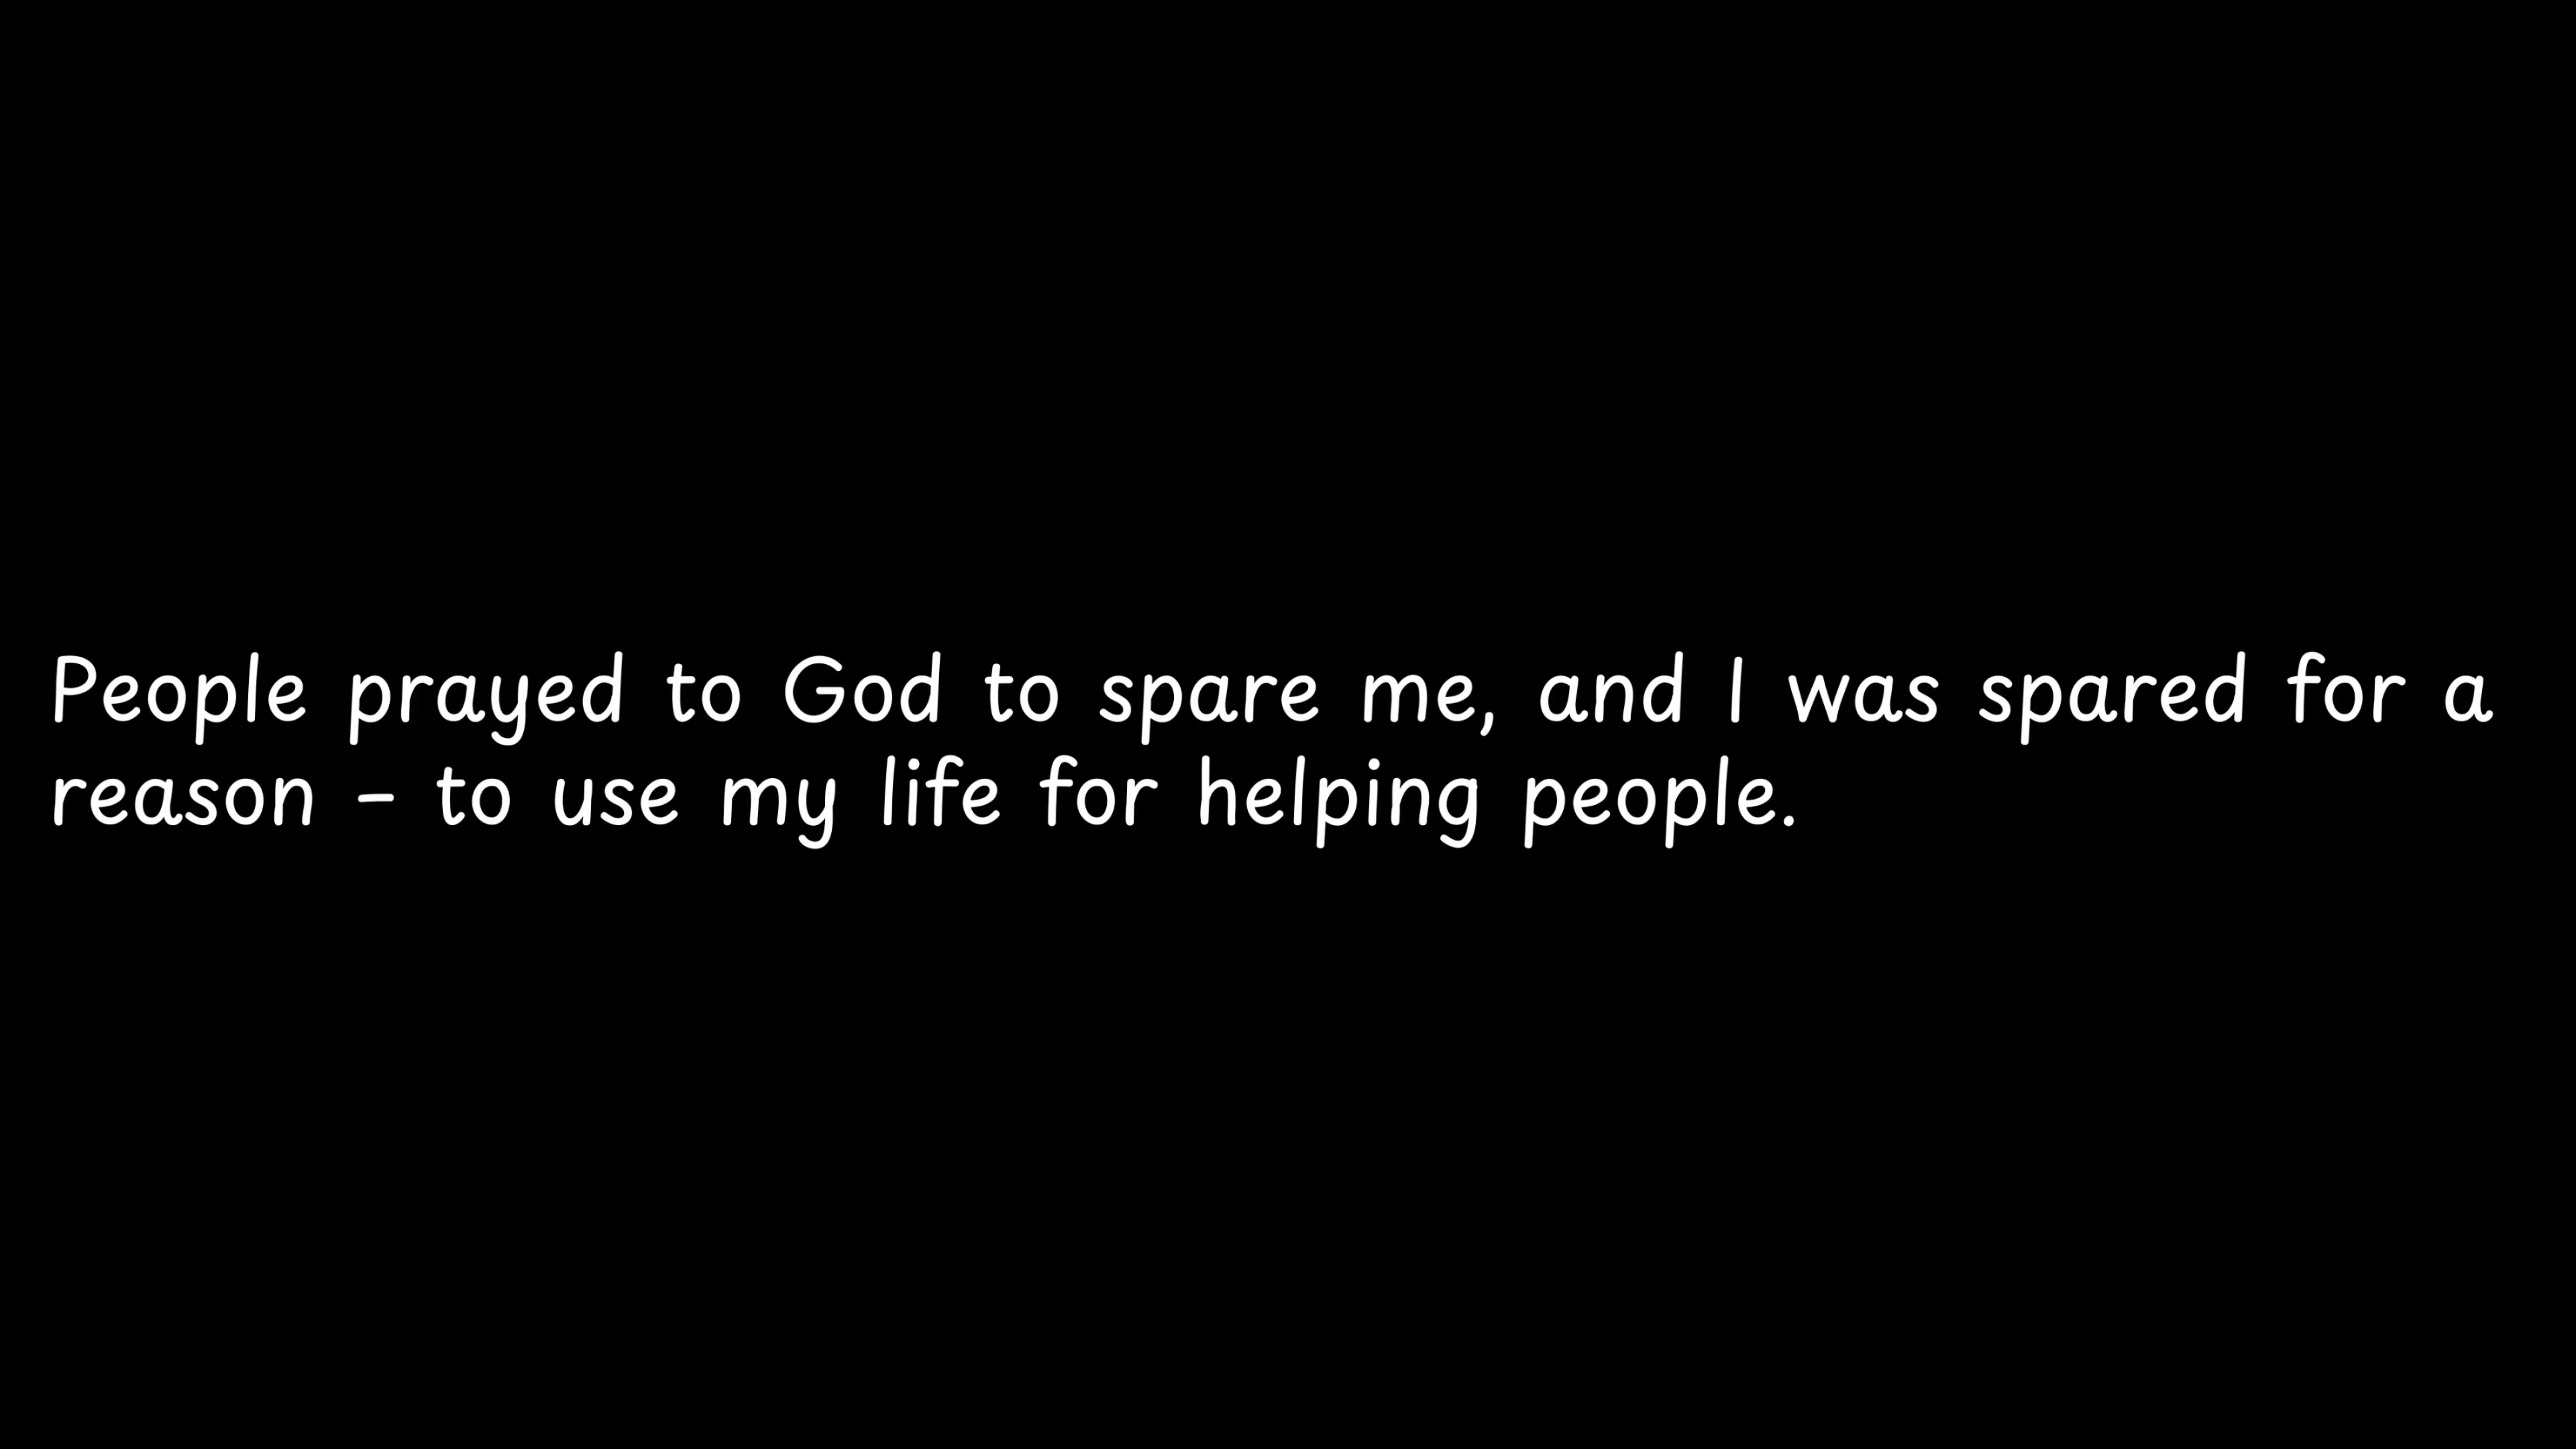 People prayed to God to spare me, and I was spared for a
reason – to use my life for helping people.